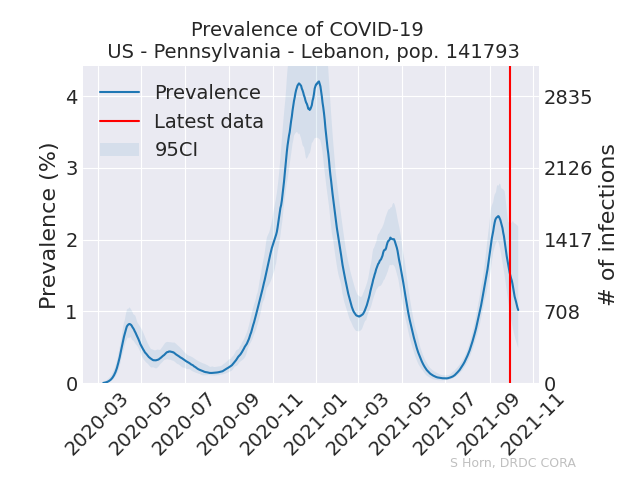 Prevalence of COVID-19
US - Pennsylvania - Lebanon, pop. 141793
Prevalence
Latest data
95CI
Prevalence (%)
4
3
2
1
0
# of infections
2835
2126
1417
708
0
2020-03
2020-05
2020-07
2020-09
2020-11
2021-01
2021-03
2021-05
2021-07
2021-09
2021-11
S Horn, DRDC CORA